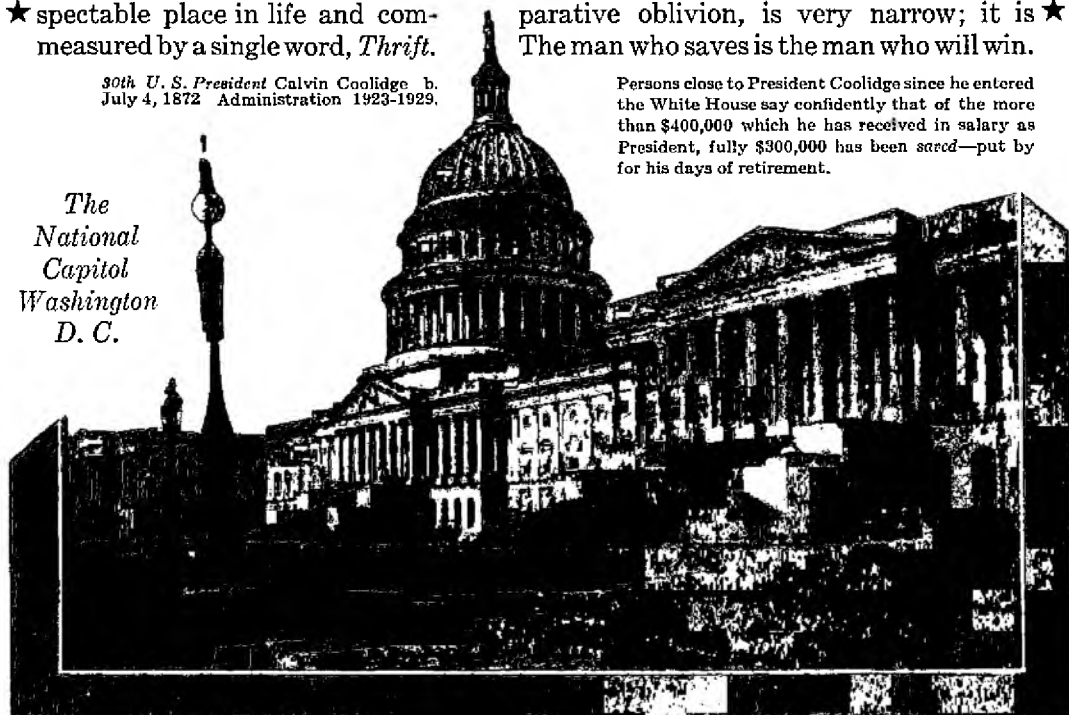 ★ spectable place in life and com-
measured by a single word, Thrift.
30th U. S. President Calvin Coolidge b.
July 4, 1872 Administration 1923-1929.
parative oblivion, is very narrow; it is ★
The man who saves is the man who will win.
Persons close to President Coolidge since he entered
the White House say confidently that of the more
than $400,000 which he has received in salary as
President, fully $300,000 has been saved—put by
for his days of retirement.
The
National
Capitol
Washington
D. C.